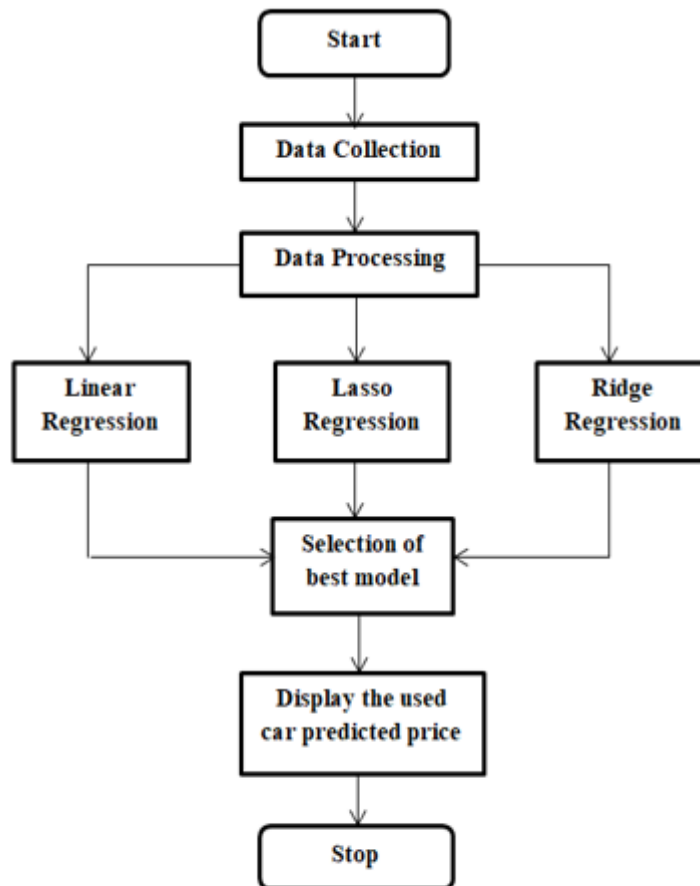 Start
Data Collection
Data Processing
Linear
Regression
Lasso
Regression
Ridge
Regression
Selection of
best model
Display the used
car predicted price
Stop